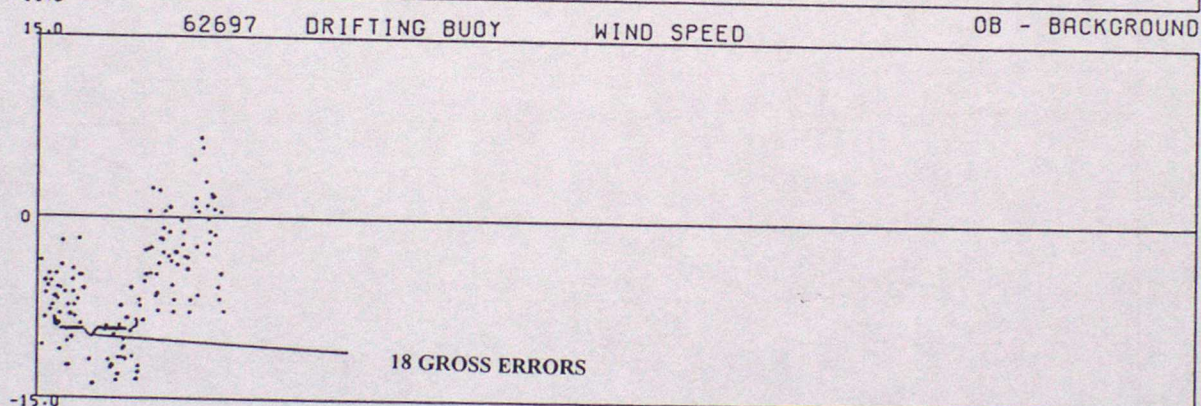 15.0 62697 DRIFTING BUOY WIND SPEED OB - BACKGROUND
0
18 GROSS ERRORS
-15.0